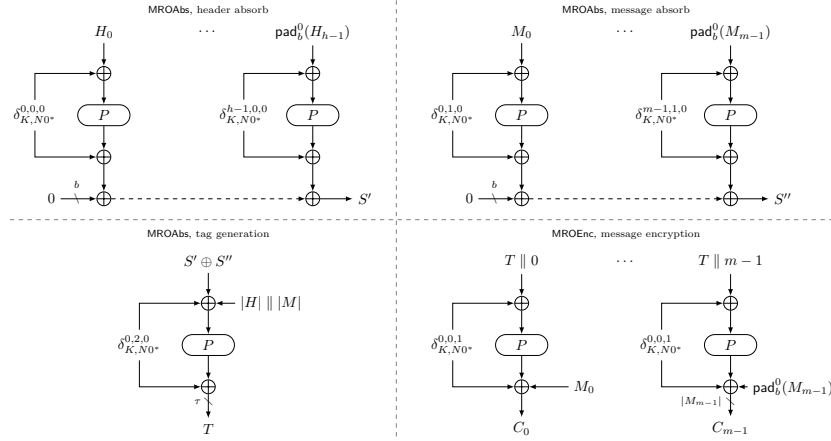 MROAbs, header absorb
H_0 ··· pad_b^0(H_{h−1})
δ_{K,N0*}^{0,0,0} P δ_{K,N0*}^{h−1,0,0} P
b
0 S′
MROAbs, message absorb
M_0 ··· pad_b^0(M_{m−1})
δ_{K,N0*}^{0,1,0} P δ_{K,N0*}^{m−1,1,0} P
b
0 S′′
MROAbs, tag generation
S′ ⊕ S′′
|H| ∥ |M|
δ_{K,N0*}^{0,2,0} P
τ
T
MROEnc, message encryption
T ∥ 0 ··· T ∥ m − 1
δ_{K,N0*}^{0,0,1} P δ_{K,N0*}^{0,0,1} P
M_0 pad_b^0(M_{m−1})
|M_{m−1}|
C_0 C_{m−1}